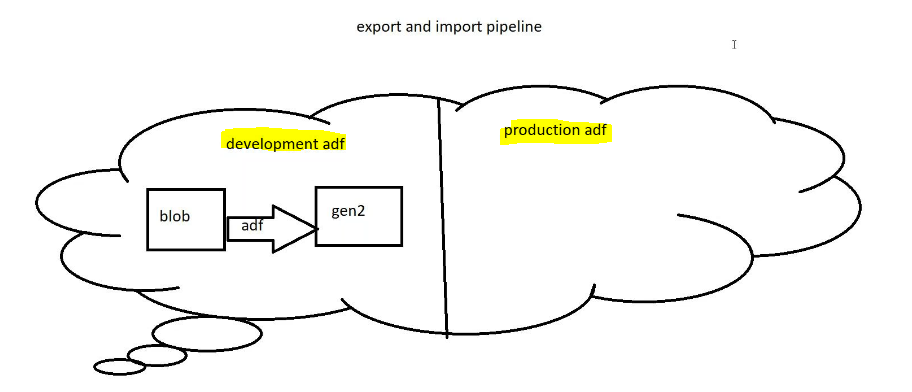 export and import pipeline
development adf
production adf
blob
adf
gen2